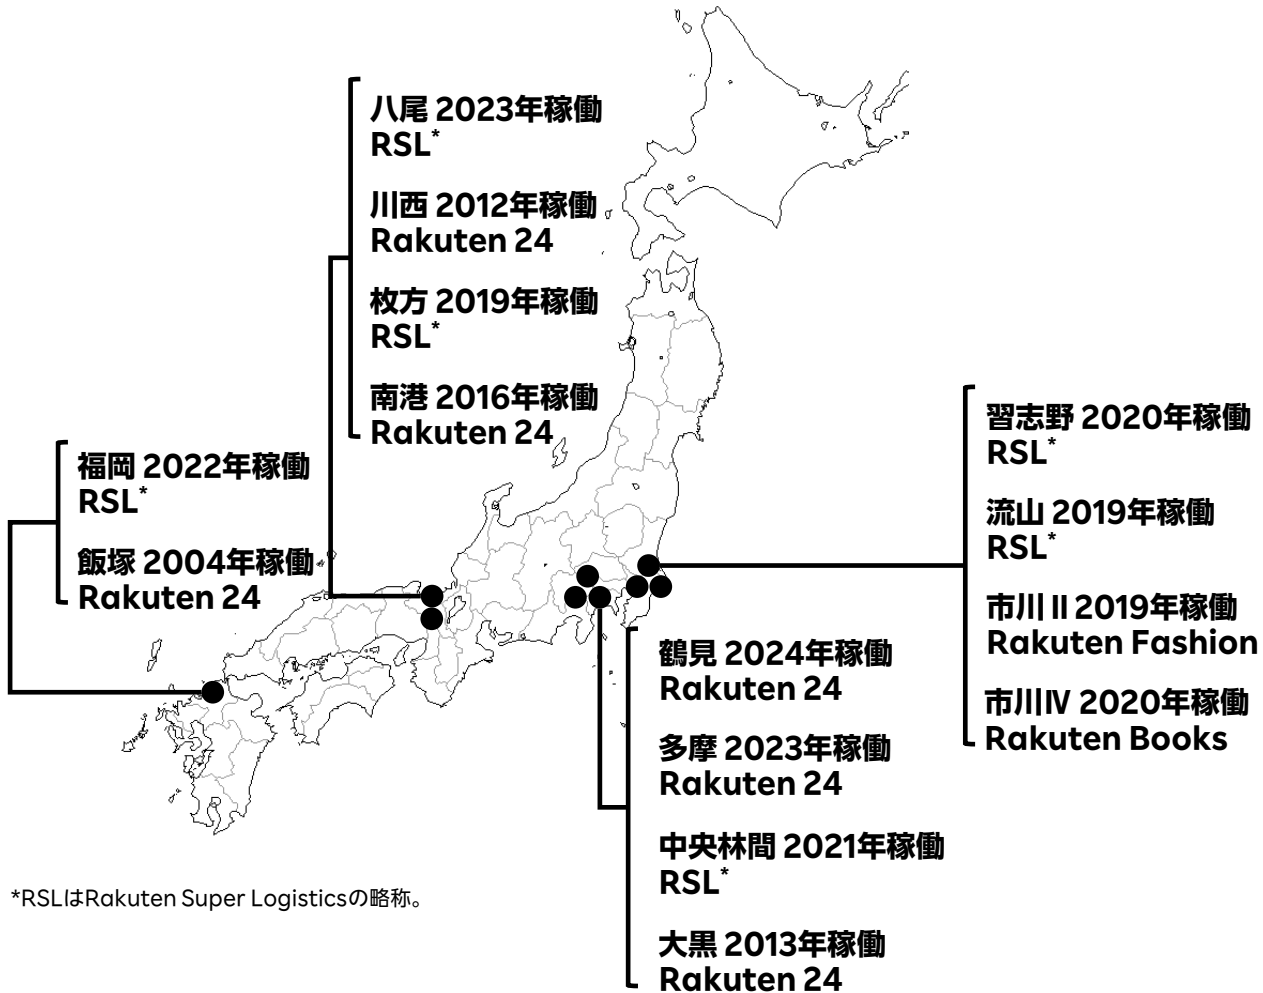 八尾 2023年稼働
RSL*
川西 2012年稼働
Rakuten 24
枚方 2019年稼働
RSL*
南港 2016年稼働
Rakuten 24
福岡 2022年稼働
RSL*
飯塚 2004年稼働
Rakuten 24
習志野 2020年稼働
RSL*
流山 2019年稼働
RSL*
市川Ⅱ 2019年稼働
Rakuten Fashion
市川Ⅳ 2020年稼働
Rakuten Books
鶴見 2024年稼働
Rakuten 24
多摩 2023年稼働
Rakuten 24
中央林間 2021年稼働
RSL*
大黒 2013年稼働
Rakuten 24
*RSLはRakuten Super Logisticsの略称。